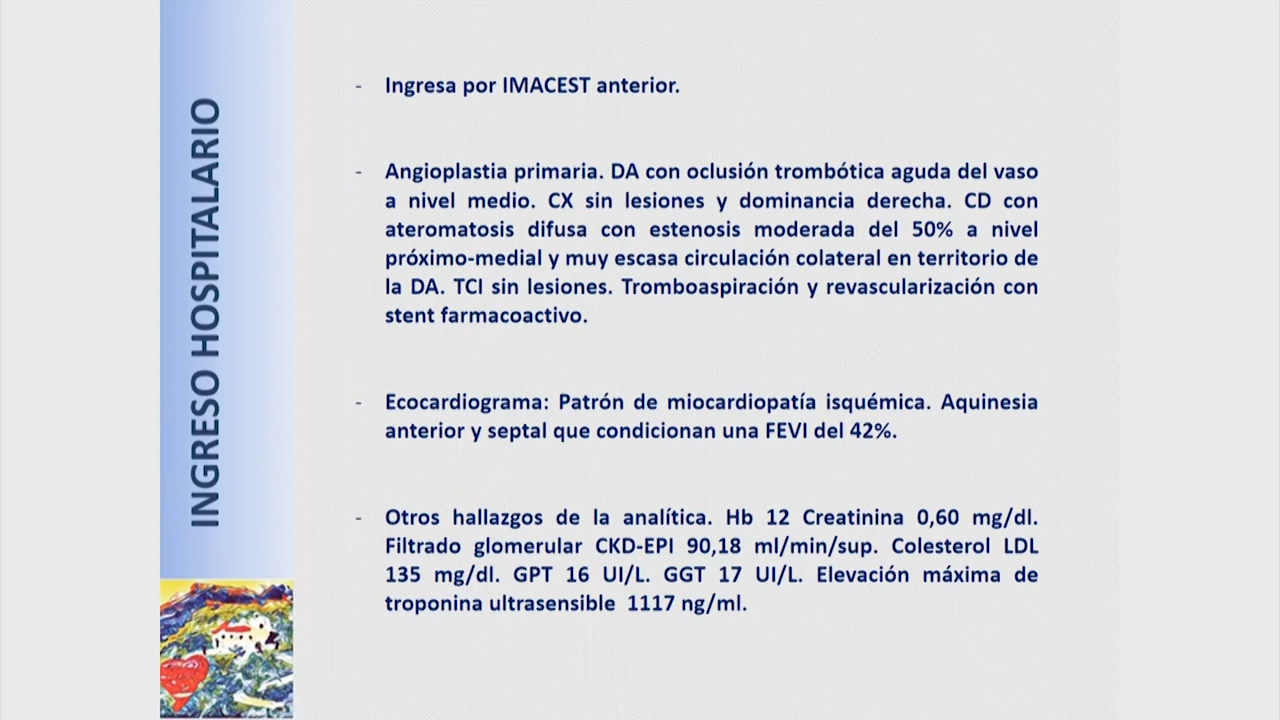 INGRESO HOSPITALARIO
- Ingresa por IMACEST anterior.
- Angioplastia primaria. DA con oclusión trombótica aguda del vaso
a nivel medio. CX sin lesiones y dominancia derecha. CD con
ateromatosis difusa con estenosis moderada del 50% a nivel
próximo-medial y muy escasa circulación colateral en territorio de
la DA. TCI sin lesiones. Tromboaspiración y revascularización con
stent farmacoactivo.
- Ecocardiograma: Patrón de miocardiopatía isquémica. Aquinesia
anterior y septal que condicionan una FEVI del 42%.
- Otros hallazgos de la analítica. Hb 12 Creatinina 0,60 mg/dl.
Filtrado glomerular CKD-EPI 90,18 ml/min/sup. Colesterol LDL
135 mg/dl. GPT 16 UI/L. GGT 17 UI/L. Elevación máxima de
troponina ultrasensible 1117 ng/ml.